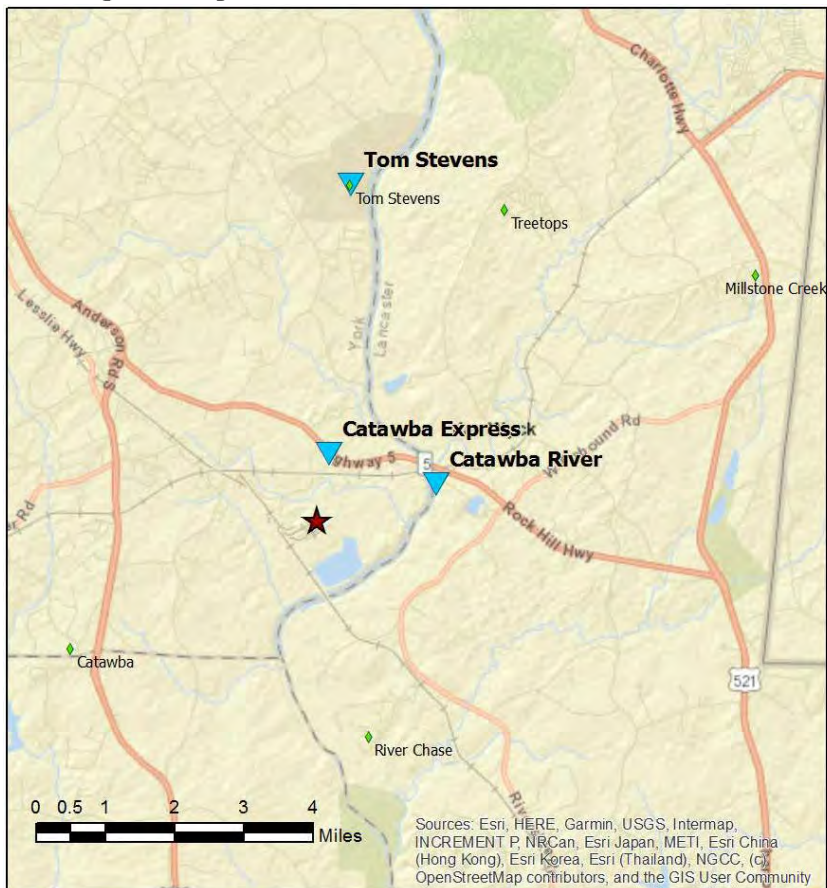 Charlotte Hwy
Tom Stevens
Tom Stevens
Treetops
Millstone Creek
York
Lancaster
Lesslie Hwy
Anderson Rd S
Catawba Express
Highway 5
5
Catawba River
Rd
Rock Hill Hwy
er Rd
Catawba
521
River Chase
0 0.5 1 2 3 4
Miles
Sources: Esri, HERE, Garmin, USGS, Intermap,
INCREMENT P, NRCan, Esri Japan, METI, Esri China
(Hong Kong), Esri Korea, Esri (Thailand), NGCC, (c)
OpenStreetMap contributors, and the GIS User Community